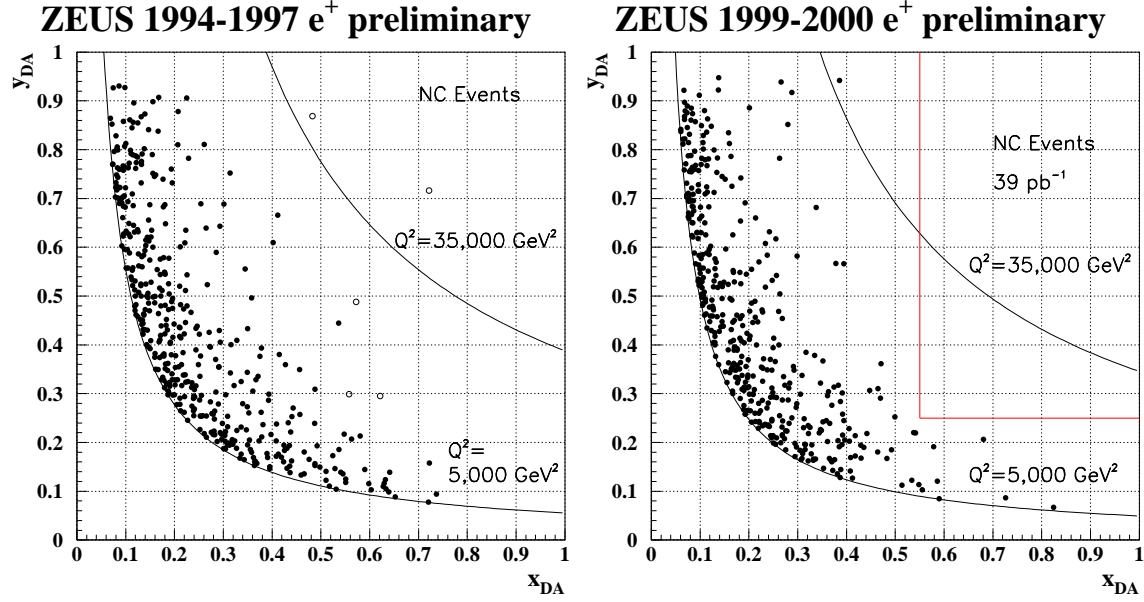 ZEUS 1994-1997 e⁺ preliminary
y_DA
1
0.9
0.8
0.7
0.6
0.5
0.4
0.3
0.2
0.1
0
NC Events
Q²=35,000 GeV²
Q²=
5,000 GeV²
0 0.1 0.2 0.3 0.4 0.5 0.6 0.7 0.8 0.9 1
x_DA
ZEUS 1999-2000 e⁺ preliminary
y_DA
1
0.9
0.8
0.7
0.6
0.5
0.4
0.3
0.2
0.1
0
NC Events
39 pb⁻¹
Q²=35,000 GeV²
Q²=5,000 GeV²
0 0.1 0.2 0.3 0.4 0.5 0.6 0.7 0.8 0.9 1
x_DA